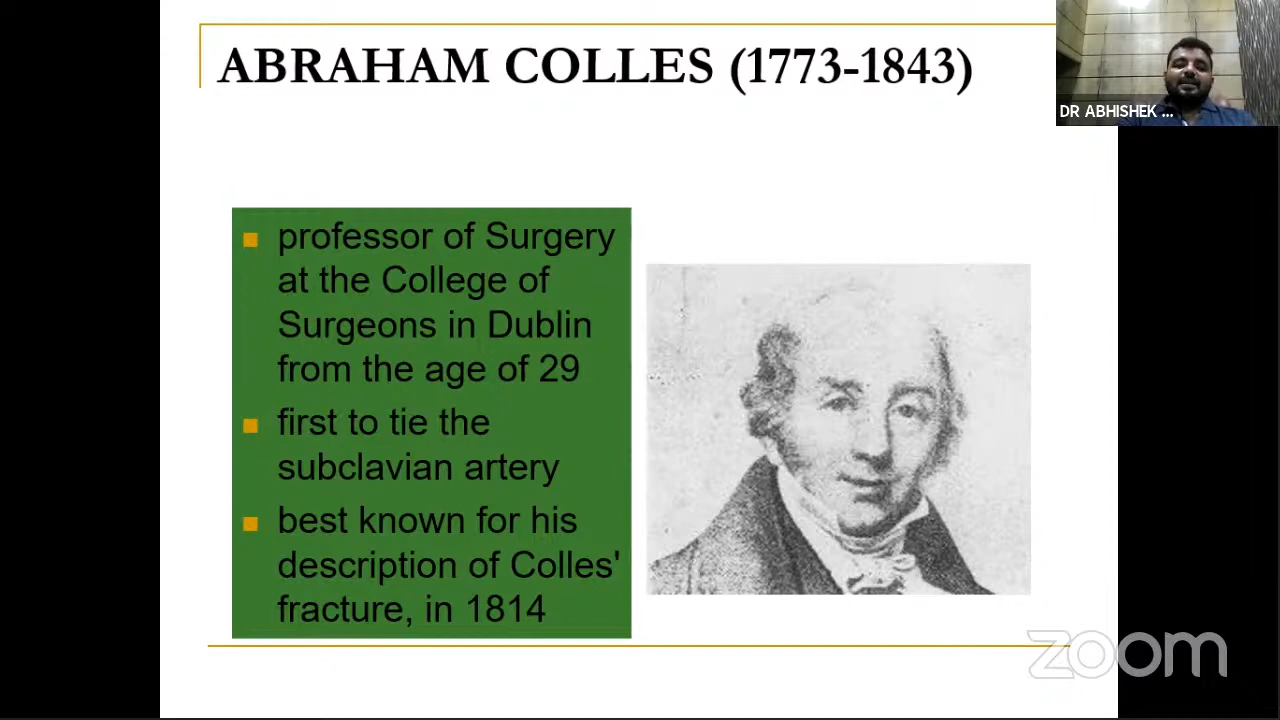 ABRAHAM COLLES (1773-1843)
DR ABHISHEK ...
professor of Surgery
at the College of
Surgeons in Dublin
from the age of 29
first to tie the
subclavian artery
best known for his
description of Colles'
fracture, in 1814
zoom